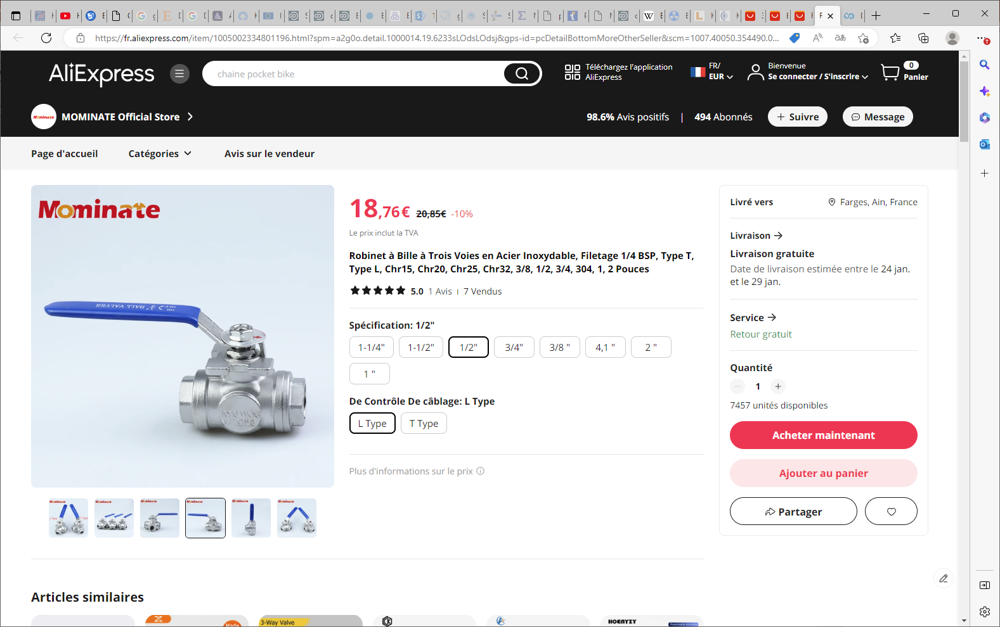 https://fr.aliexpress.com/item/1005002334801196.html?spm=a2g0o.detail.1000014.19.6233sLOdsLOdsj&gps-id=pcDetailBottomMoreOtherSeller&scm=1007.40050.354490.0...
AliExpress
chaine pocket bike
Téléchargez l'application
AliExpress
FR/
EUR
Bienvenue
Se connecter / S'inscrire
0
Panier
Mominate
MOMINATE Official Store
98.6% Avis positifs
|
494 Abonnés
+ Suivre
Message
Page d'accueil
Catégories
Avis sur le vendeur
Mominate
BALL VALVES
18,76€ 20,85€ -10%
Le prix inclut la TVA
Robinet à Bille à Trois Voies en Acier Inoxydable, Filetage 1/4 BSP, Type T,
Type L, Chr15, Chr20, Chr25, Chr32, 3/8, 1/2, 3/4, 304, 1, 2 Pouces
5.0 1 Avis ı 7 Vendus
Spécification: 1/2"
1-1/4"
1-1/2"
1/2"
3/4"
3/8 "
4,1 "
2 "
1 "
De Contrôle De câblage: L Type
L Type
T Type
Plus d'informations sur le prix
Livré vers
Farges, Ain, France
Livraison
Livraison gratuite
Date de livraison estimée entre le 24 jan.
et le 29 jan.
Service
Retour gratuit
Quantité
1
7457 unités disponibles
Acheter maintenant
Ajouter au panier
Partager
Articles similaires
Made
3-Way Valve
CK
HOENYZY